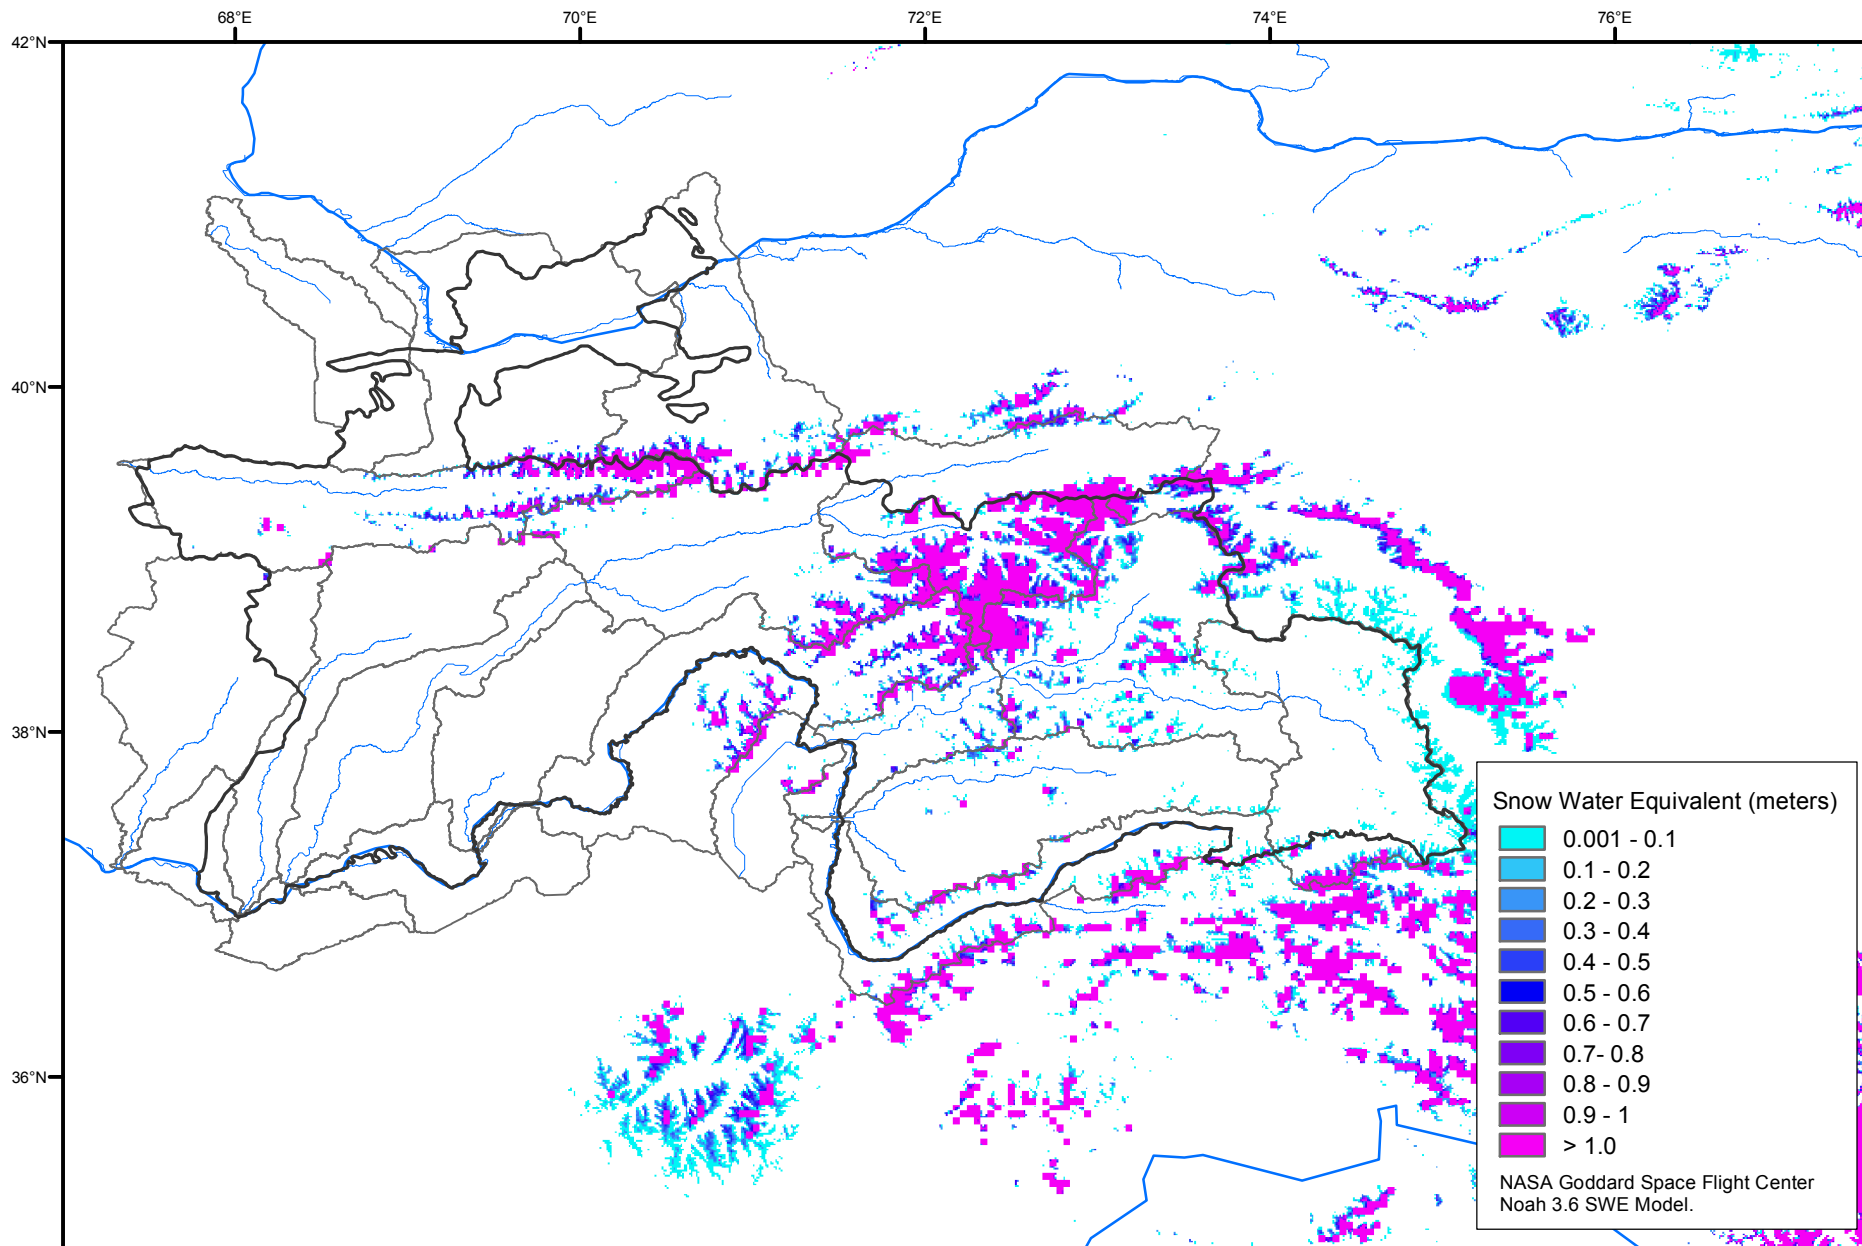 68°E
70°E
72°E
74°E
76°E
42°N
40°N
38°N
36°N
Snow Water Equivalent (meters)
0.001 - 0.1
0.1 - 0.2
0.2 - 0.3
0.3 - 0.4
0.4 - 0.5
0.5 - 0.6
0.6 - 0.7
0.7- 0.8
0.8 - 0.9
0.9 - 1
> 1.0
NASA Goddard Space Flight Center
Noah 3.6 SWE Model.